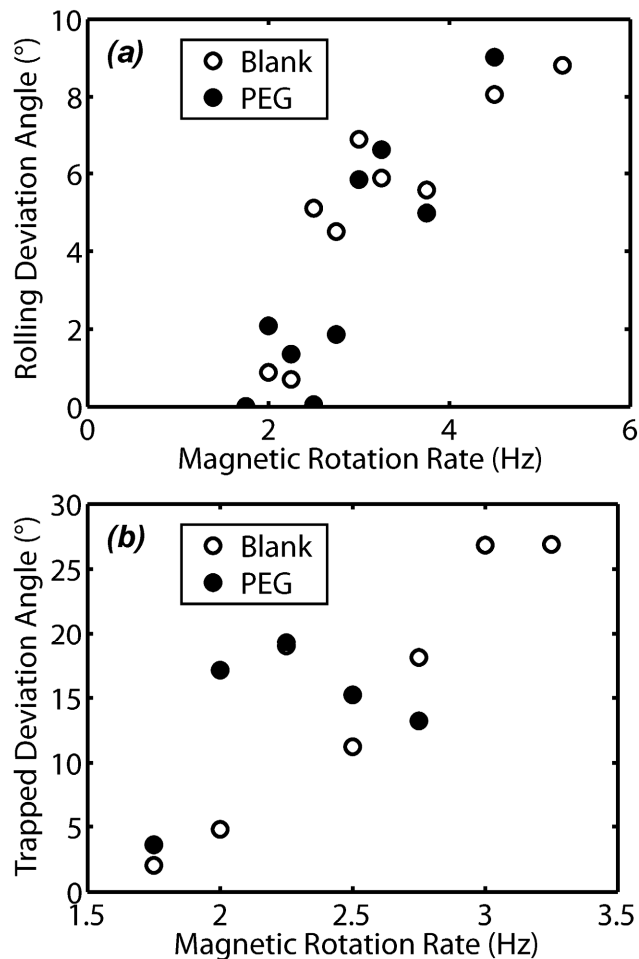 (a)
Blank
PEG
Rolling Deviation Angle (°)
10
8
6
4
2
0
0 2 4 6
Magnetic Rotation Rate (Hz)
(b)
Blank
PEG
Trapped Deviation Angle (°)
30
25
20
15
10
5
0
1.5 2 2.5 3 3.5
Magnetic Rotation Rate (Hz)